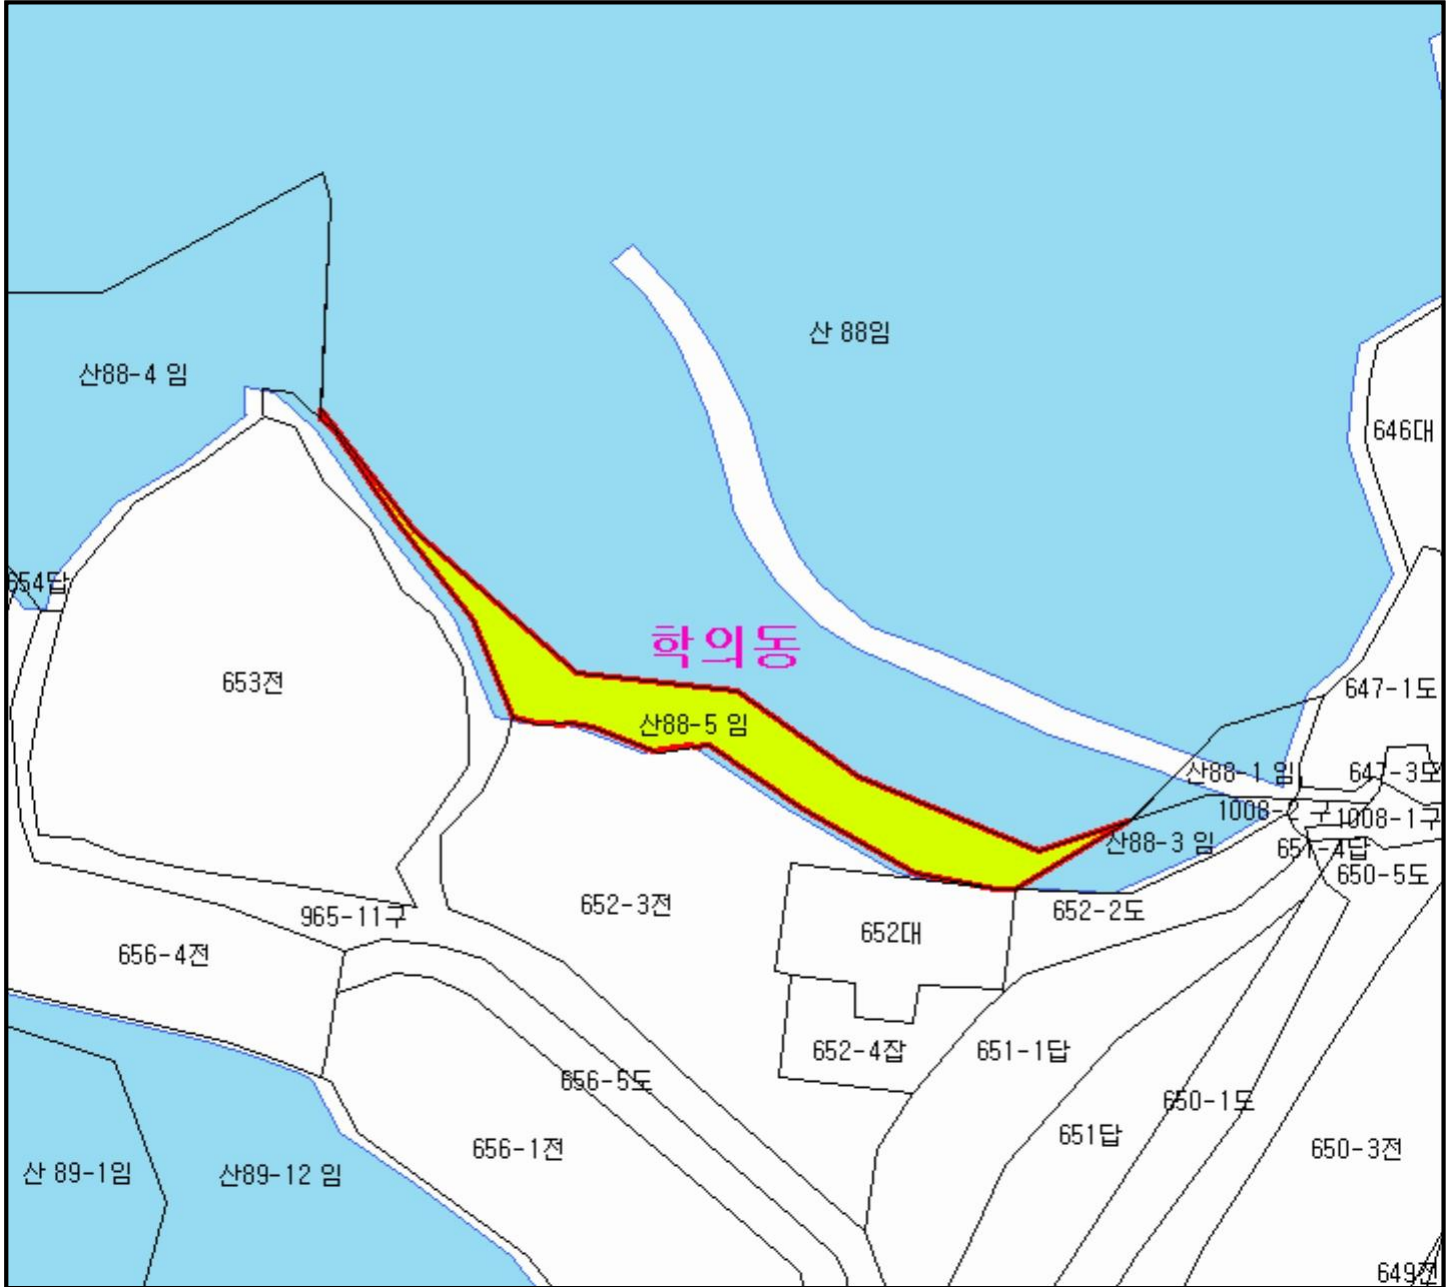 산 88임
산88-4 임
646대
654답
학의동
653전
647-1도
산88-5 임
산88-1 임
647-3도
1008-2 구
1008-1구
산88-3 임
651-4답
650-5도
652-3전
652-2도
965-11구
652대
656-4전
652-4잡
651-1답
656-5도
650-1도
651답
656-1전
650-3전
산 89-1임
산89-12 임
649전